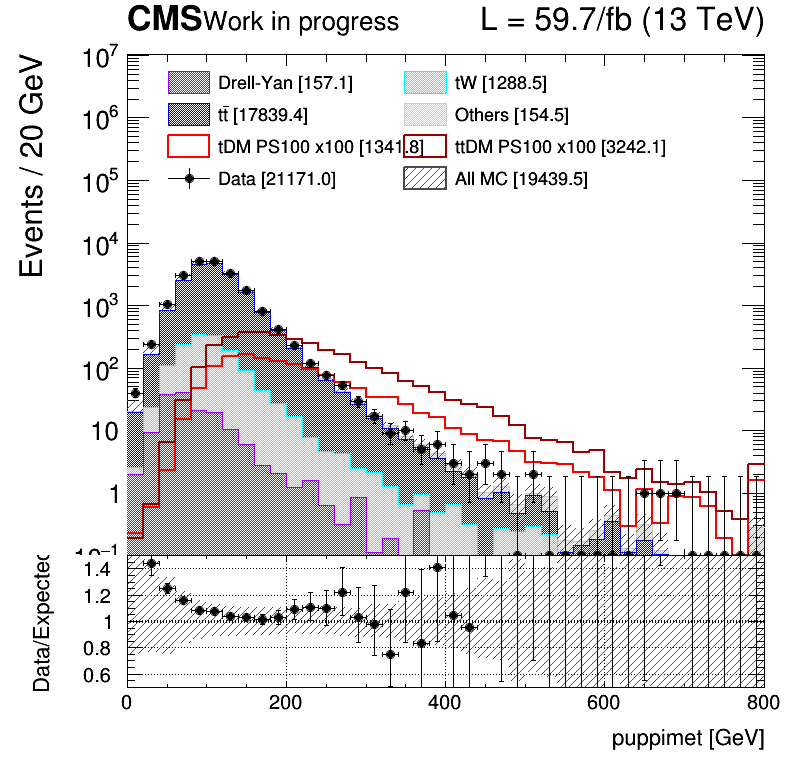 CMS Work in progress L = 59.7/fb (13 TeV)
Events / 20 GeV
10^7
10^6
10^5
10^4
10^3
10^2
10
1
10^−1
Drell-Yan [157.1] tW [1288.5]
tt̄ [17839.4] Others [154.5]
tDM PS100 x100 [1341.8] ttDM PS100 x100 [3242.1]
Data [21171.0] All MC [19439.5]
Data/Expected
1.4
1.2
1
0.8
0.6
0 200 400 600 800
puppimet [GeV]